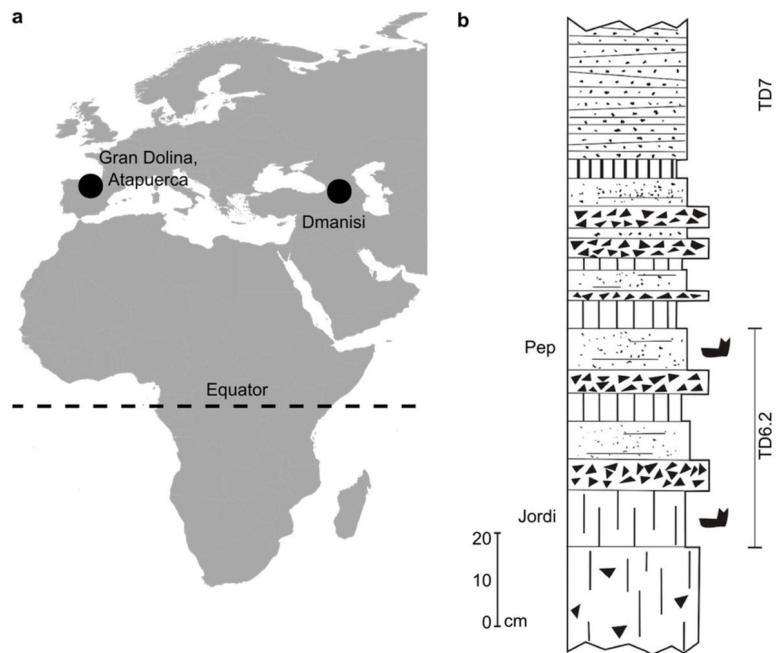 a
Gran Dolina,
Atapuerca
Dmanisi
Equator
b
TD7
Pep
TD6.2
Jordi
20
10
0 cm